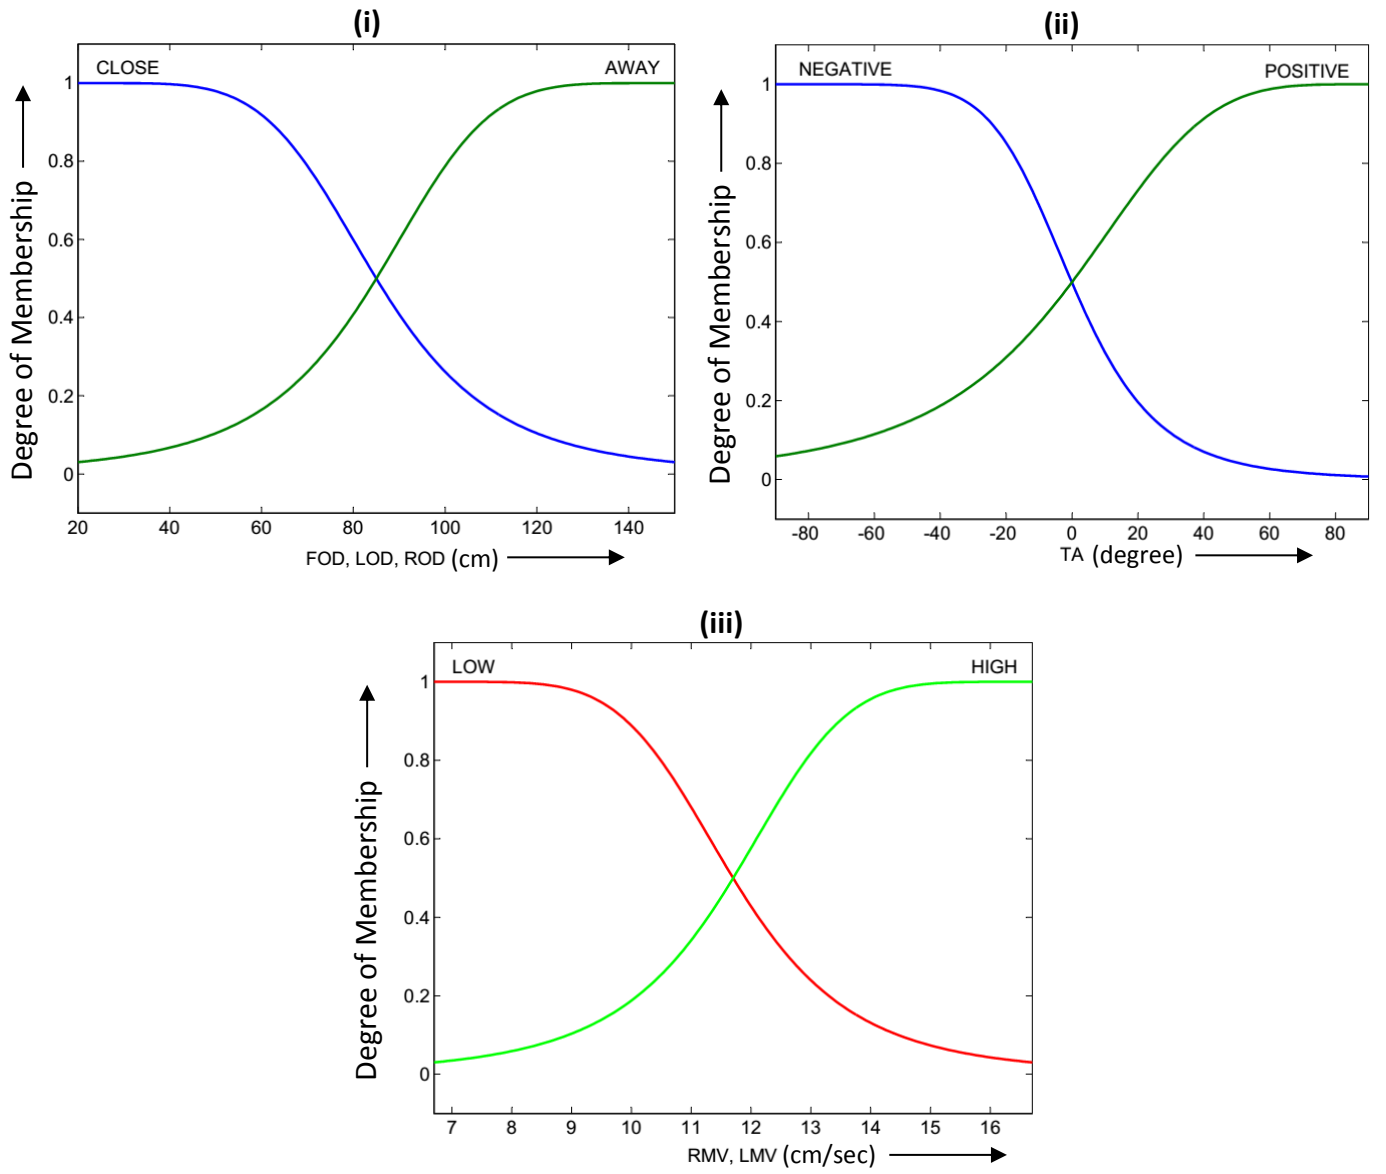 (i)
CLOSE AWAY
1
0.8
0.6
0.4
0.2
0
Degree of Membership
20 40 60 80 100 120 140
FOD, LOD, ROD (cm)
(ii)
NEGATIVE POSITIVE
1
0.8
0.6
0.4
0.2
0
Degree of Membership
-80 -60 -40 -20 0 20 40 60 80
TA (degree)
(iii)
LOW HIGH
1
0.8
0.6
0.4
0.2
0
Degree of Membership
7 8 9 10 11 12 13 14 15 16
RMV, LMV (cm/sec)